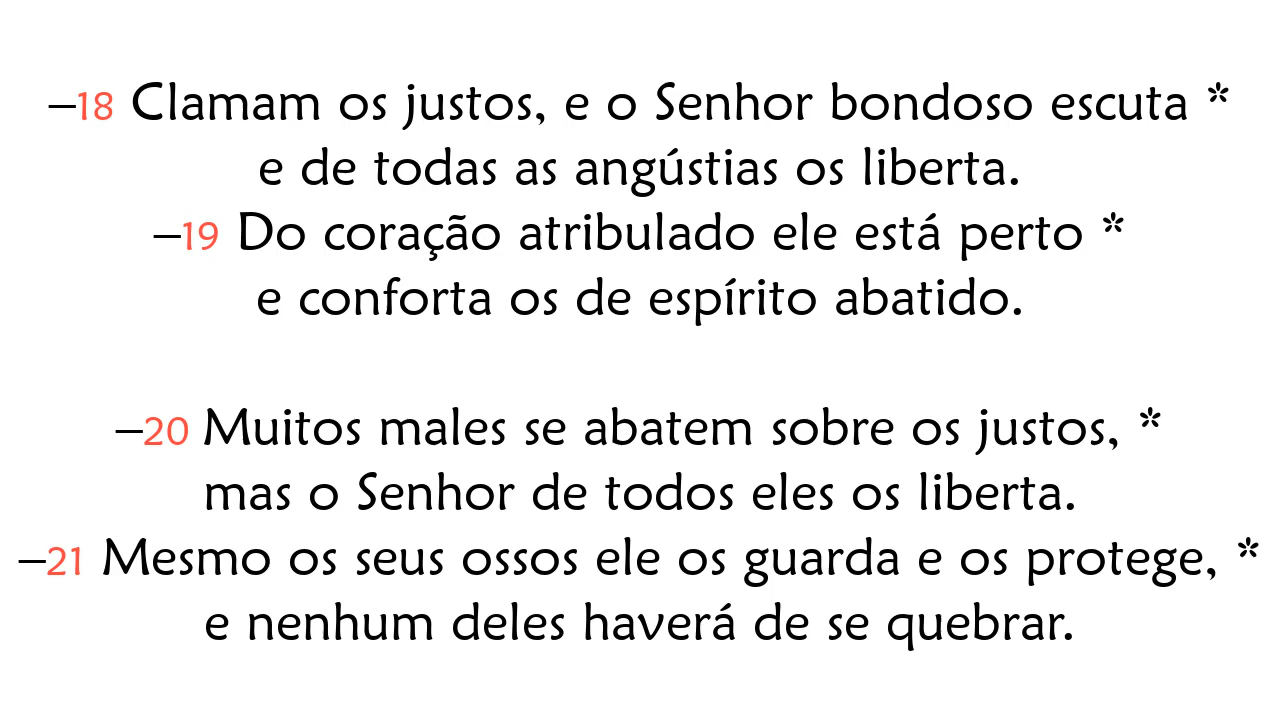 –18 Clamam os justos, e o Senhor bondoso escuta *
e de todas as angústias os liberta.
–19 Do coração atribulado ele está perto *
e conforta os de espírito abatido.
–20 Muitos males se abatem sobre os justos, *
mas o Senhor de todos eles os liberta.
–21 Mesmo os seus ossos ele os guarda e os protege, *
e nenhum deles haverá de se quebrar.